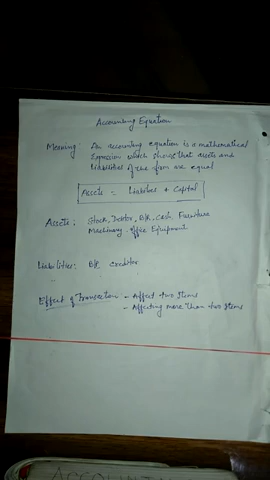 Accounting Equation
Meaning: An accounting equation is a mathematical
Expression which shows that assets and
liabilities of the firm are equal
Assets = Liabilities + Capital
Assets: Stock, Debtor, B/R, Cash Furniture
Machinery, office Equipment
Liabilities: B/P, Creditor
Effect of Transaction - Affect two Items
- Affecting more than two Items